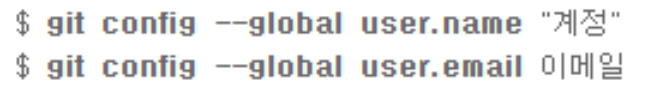 $ git config --global user.name "계정"
$ git config --global user.email 이메일